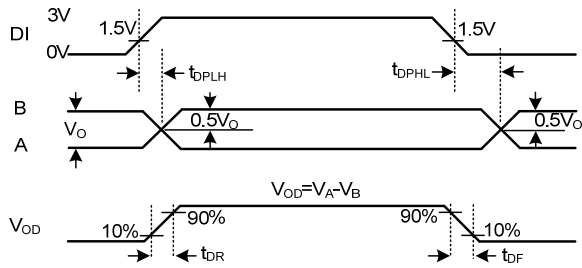 3V
DI
1.5V
1.5V
0V
tDPLH
tDPHL
B
VO
0.5VO
0.5VO
A
VOD=VA-VB
VOD
10%
90%
90%
10%
tDR
tDF